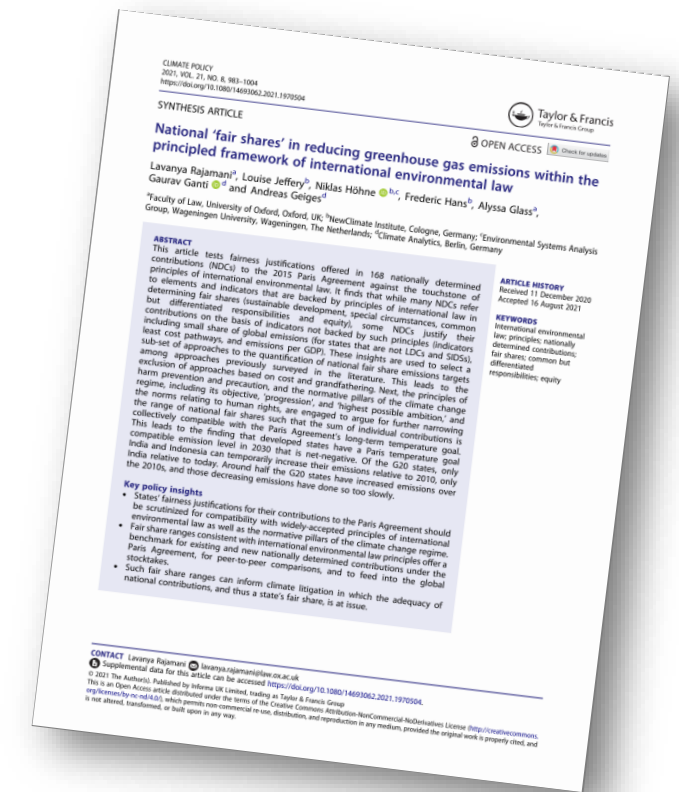 CLIMATE POLICY
2021, VOL. 21, NO. 8, 983–1004
https://doi.org/10.1080/14693062.2021.1970504
Taylor & Francis
Taylor & Francis Group
SYNTHESIS ARTICLE
OPEN ACCESS
Check for updates
National 'fair shares' in reducing greenhouse gas emissions within the
principled framework of international environmental law
Lavanya Rajamaniᵃ, Louise Jefferyᵇ, Niklas Höhne ᵇ,ᶜ, Frederic Hansᵇ, Alyssa Glassᵃ,
Gaurav Ganti ᵈ and Andreas Geigesᵈ
ᵃFaculty of Law, University of Oxford, Oxford, UK; ᵇNewClimate Institute, Cologne, Germany; ᶜEnvironmental Systems Analysis
Group, Wageningen University, Wageningen, The Netherlands; ᵈClimate Analytics, Berlin, Germany
ABSTRACT
This article tests fairness justifications offered in 168 nationally determined
contributions (NDCs) to the 2015 Paris Agreement against the touchstone of
principles of international environmental law. It finds that while many NDCs refer
to elements and indicators that are backed by principles of international law in
determining fair shares (sustainable development, special circumstances, common
but differentiated responsibilities and equity), some NDCs justify their
contributions on the basis of indicators not backed by such principles (indicators
including small share of global emissions (for states that are not LDCs and SIDS),
least cost pathways, and emissions per GDP). These insights are used to select a
sub-set of approaches to the quantification of national fair share emissions targets
among approaches previously surveyed in the literature. This leads to the
exclusion of approaches based on cost and grandfathering. Next, the principles of
harm prevention and precaution, and the normative pillars of the climate change
regime, including its objective, 'progression', and 'highest possible ambition,' and
the norms relating to human rights, are engaged to argue for further narrowing
the range of national fair shares such that the sum of individual contributions is
collectively compatible with the Paris Agreement's long-term temperature goal.
This leads to the finding that developed states have a Paris temperature goal
compatible emission level in 2030 that is net-negative. Of the G20 states, only
India and Indonesia can temporarily increase their emissions relative to 2010, only
India relative to today. Around half the G20 states have increased emissions over
the 2010s, and those decreasing emissions have done so too slowly.
Key policy insights
• States' fairness justifications for their contributions to the Paris Agreement should
be scrutinized for compatibility with widely-accepted principles of international
environmental law as well as the normative pillars of the climate change regime.
• Fair share ranges consistent with international environmental law principles offer a
benchmark for existing and new nationally determined contributions under the
Paris Agreement, for peer-to-peer comparisons, and to feed into the global
stocktakes.
• Such fair share ranges can inform climate litigation in which the adequacy of
national contributions, and thus a state's fair share, is at issue.
ARTICLE HISTORY
Received 11 December 2020
Accepted 16 August 2021
KEYWORDS
International environmental
law; principles; nationally
determined contributions;
fair shares; common but
differentiated
responsibilities; equity
CONTACT Lavanya Rajamani lavanya.rajamani@law.ox.ac.uk
Supplemental data for this article can be accessed https://doi.org/10.1080/14693062.2021.1970504.
© 2021 The Author(s). Published by Informa UK Limited, trading as Taylor & Francis Group
This is an Open Access article distributed under the terms of the Creative Commons Attribution-NonCommercial-NoDerivatives License (http://creativecommons.
org/licenses/by-nc-nd/4.0/), which permits non-commercial re-use, distribution, and reproduction in any medium, provided the original work is properly cited, and
is not altered, transformed, or built upon in any way.